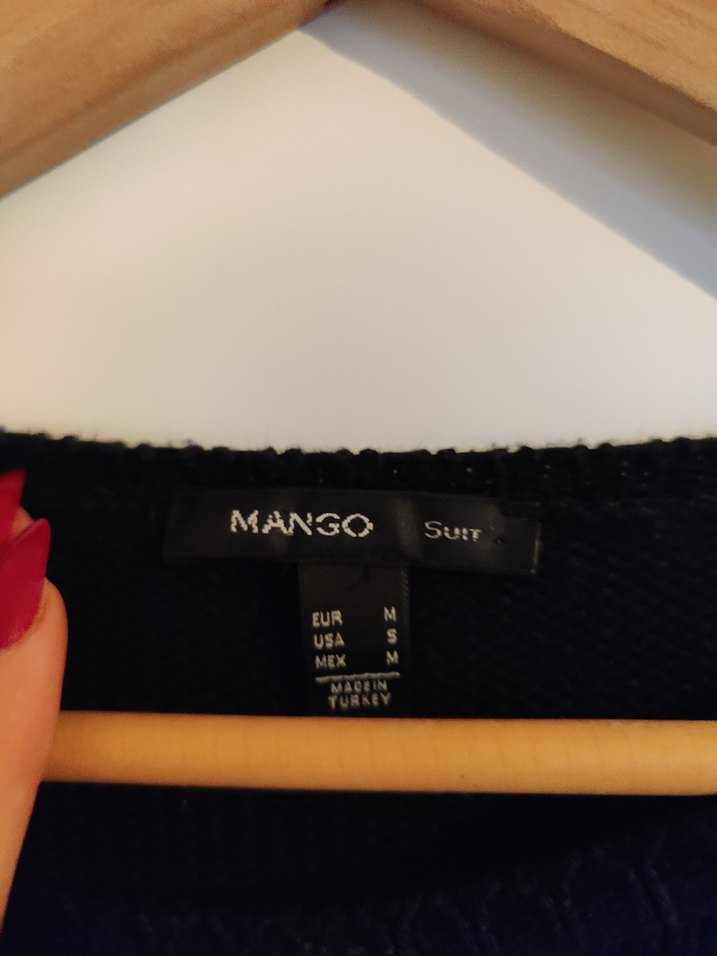 MANGO Suit
EUR M
USA S
MEX M
MADE IN
TURKEY